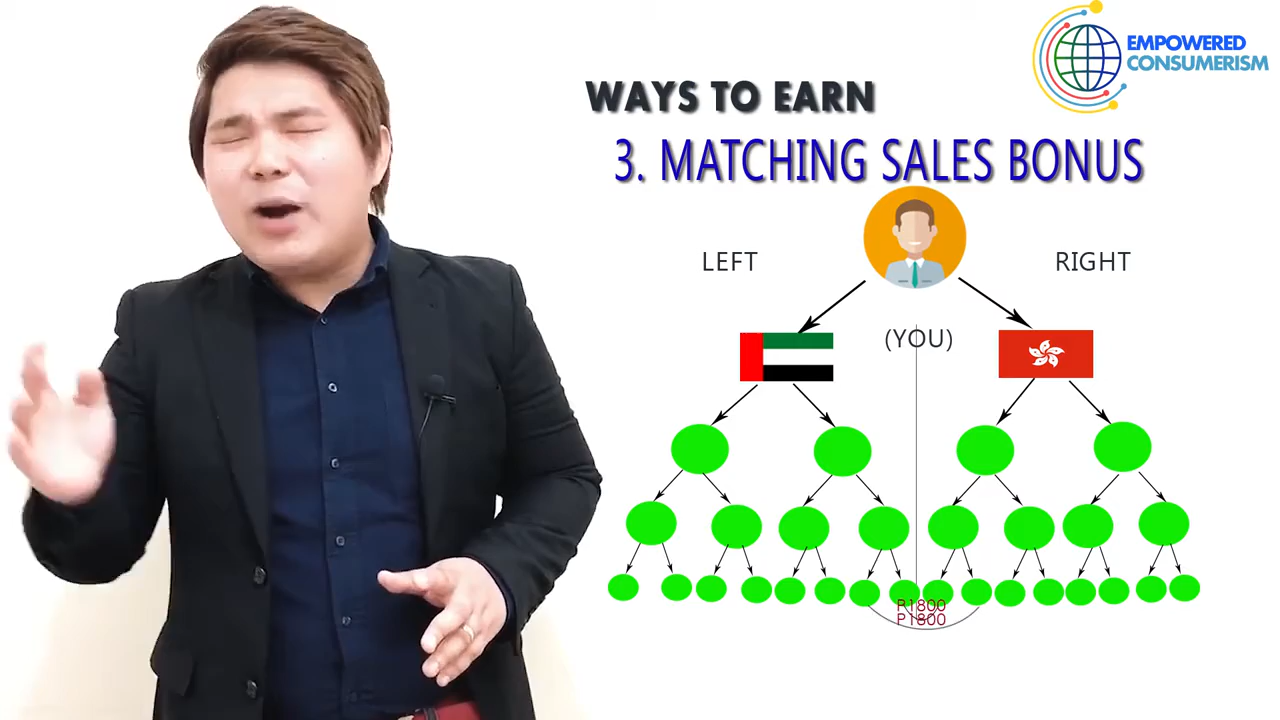 EMPOWERED
CONSUMERISM
WAYS TO EARN
3. MATCHING SALES BONUS
LEFT
RIGHT
(YOU)
P1800
P1800